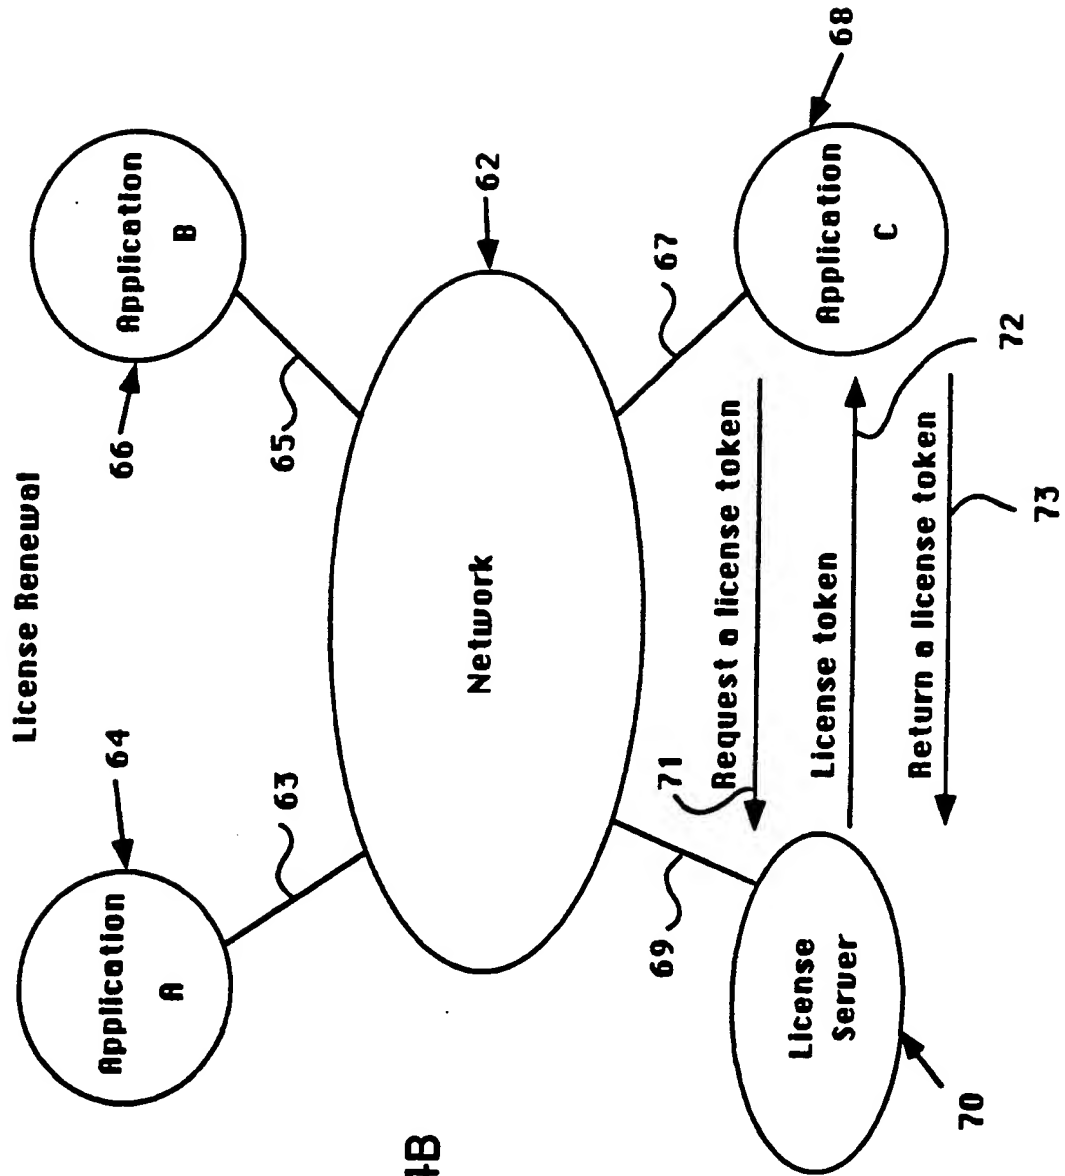 License Renewal
64
66
Application
A
Application
B
63
65
62
Network
67
68
69
71
Request a license token
License
Server
License token
Application
C
Return a license token
70
73
72
4B